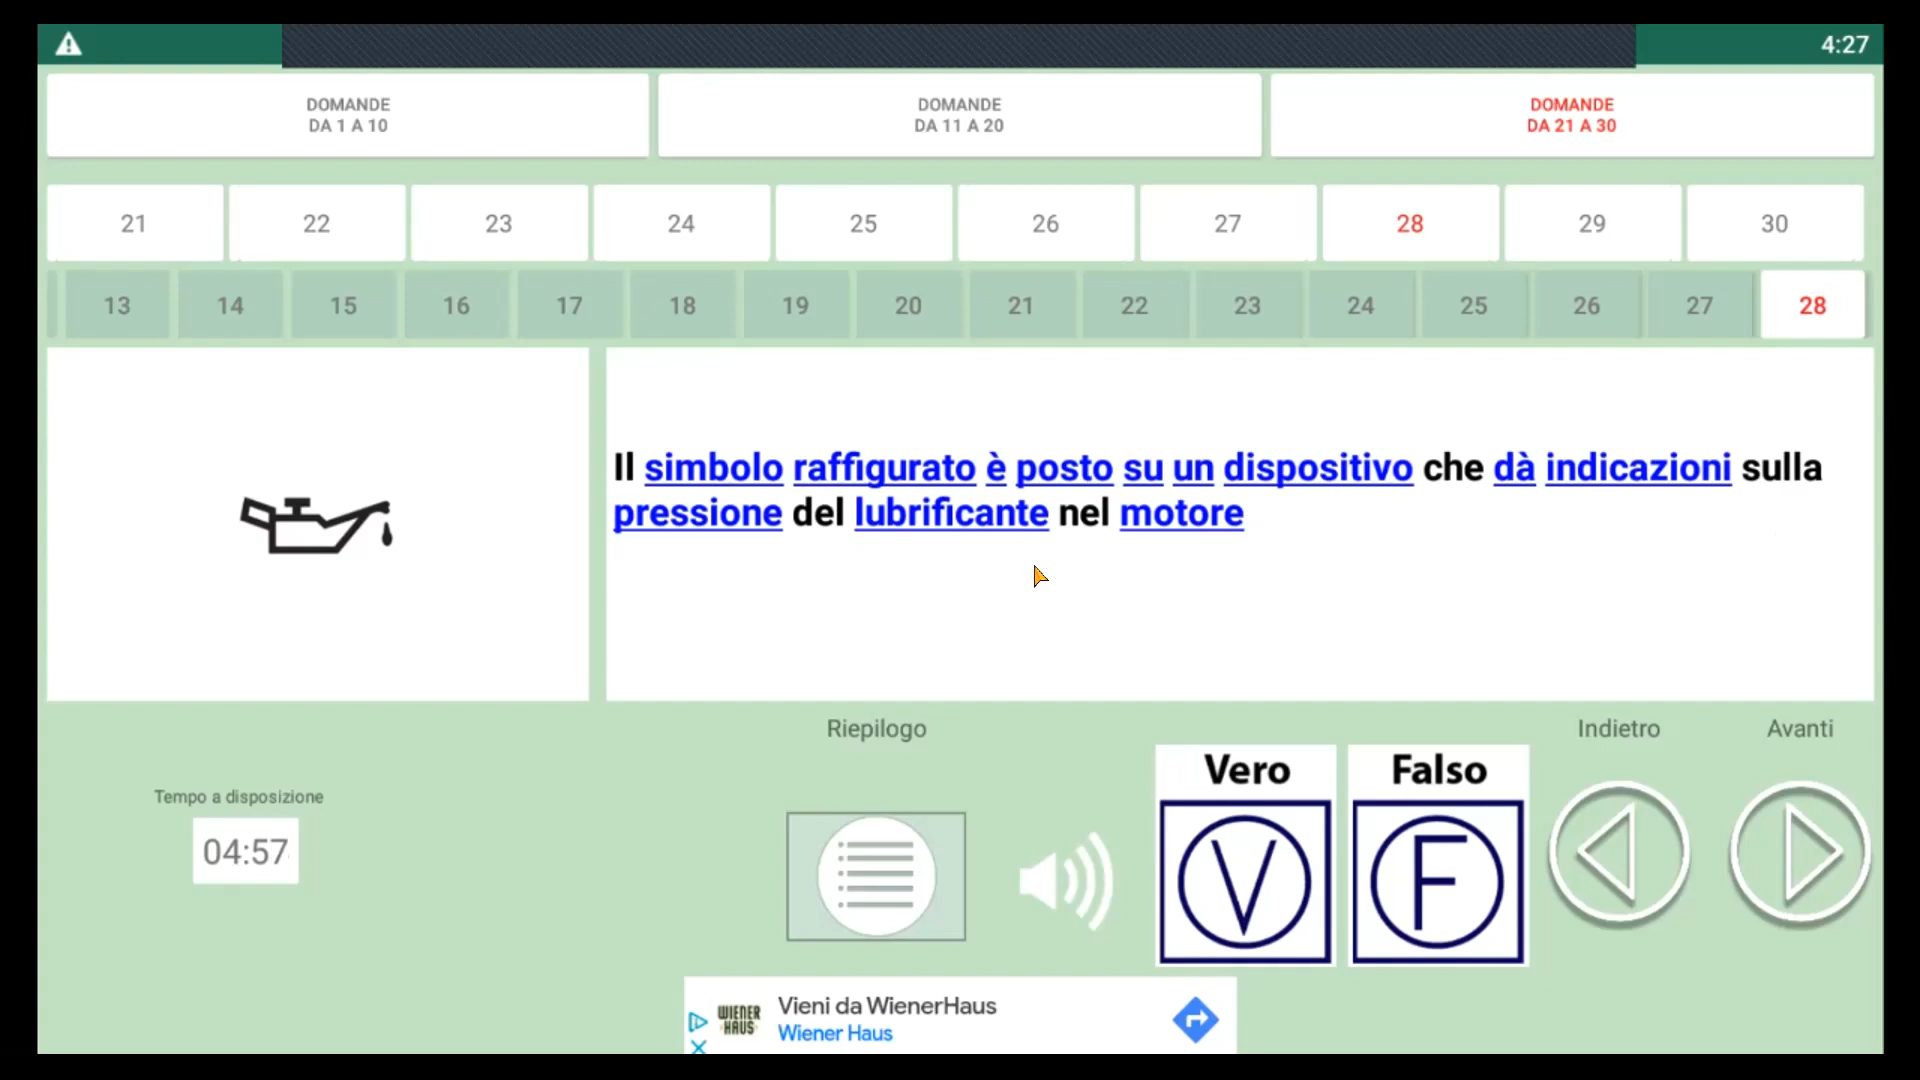 4:27
DOMANDE
DA 1 A 10
DOMANDE
DA 11 A 20
DOMANDE
DA 21 A 30
21 22 23 24 25 26 27 28 29 30
13 14 15 16 17 18 19 20 21 22 23 24 25 26 27 28
Il simbolo raffigurato è posto su un dispositivo che dà indicazioni sulla
pressione del lubrificante nel motore
Riepilogo
Indietro
Avanti
Vero
Falso
Tempo a disposizione
04:57
V
F
WIENER
HAUS
Vieni da WienerHaus
Wiener Haus